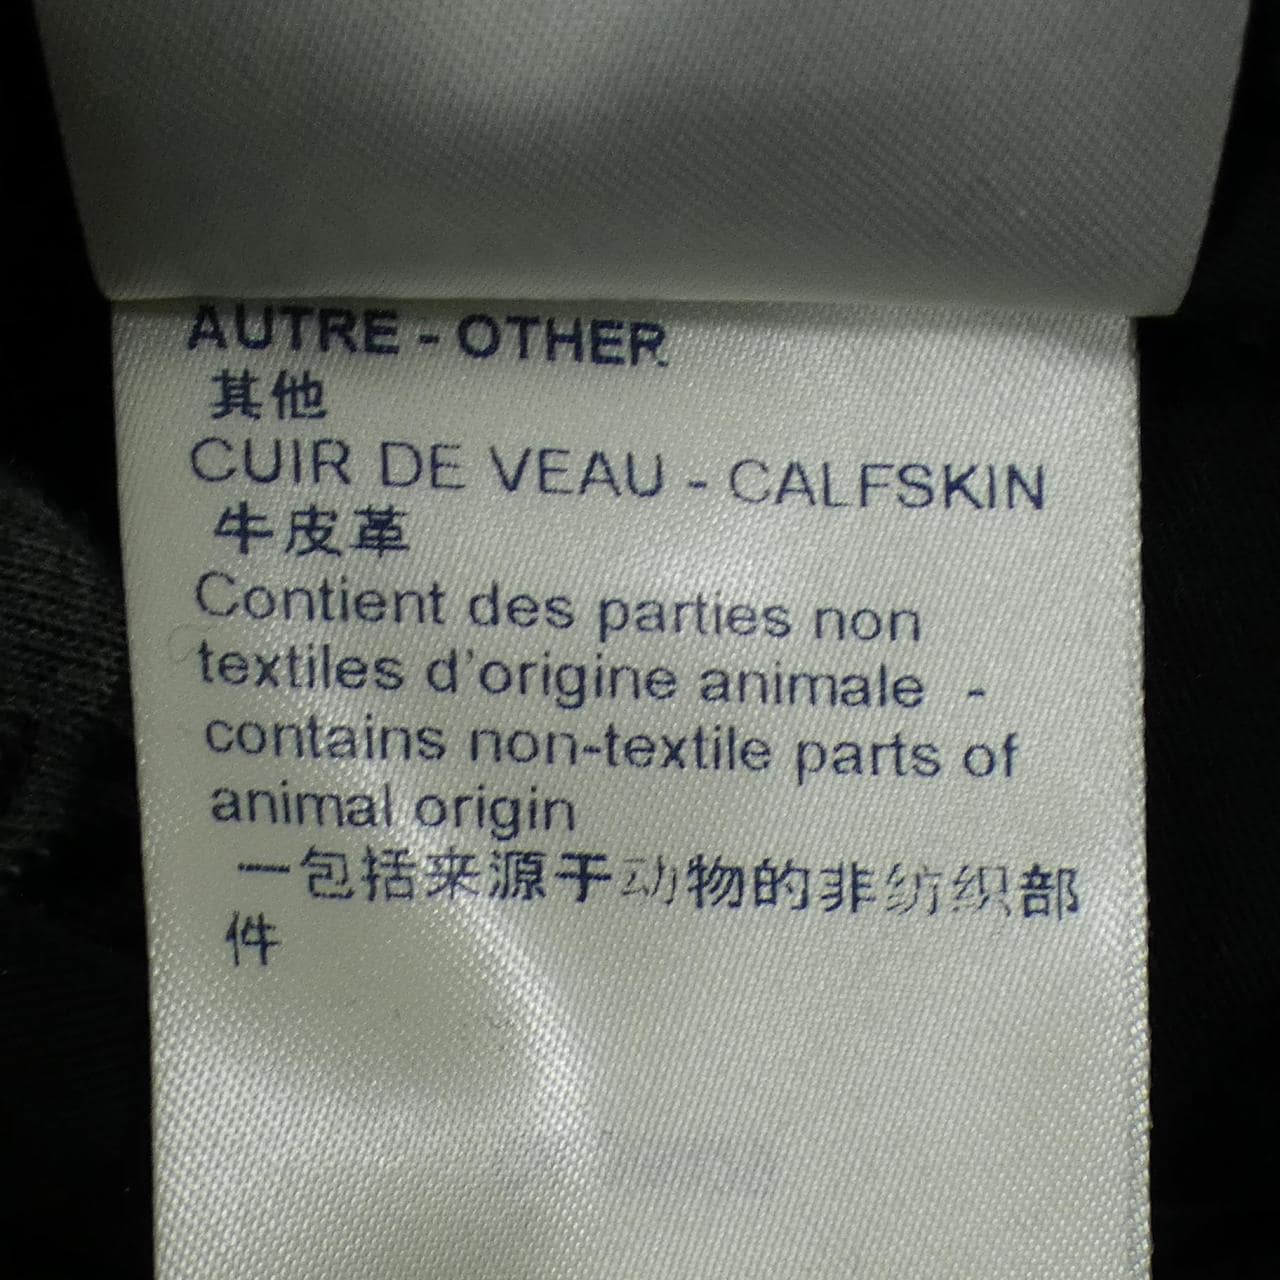 AUTRE - OTHER
其他
CUIR DE VEAU - CALFSKIN
牛皮革
Contient des parties non
textiles d'origine animale -
contains non-textile parts of
animal origin
一包括来源于动物的非纺织部
件